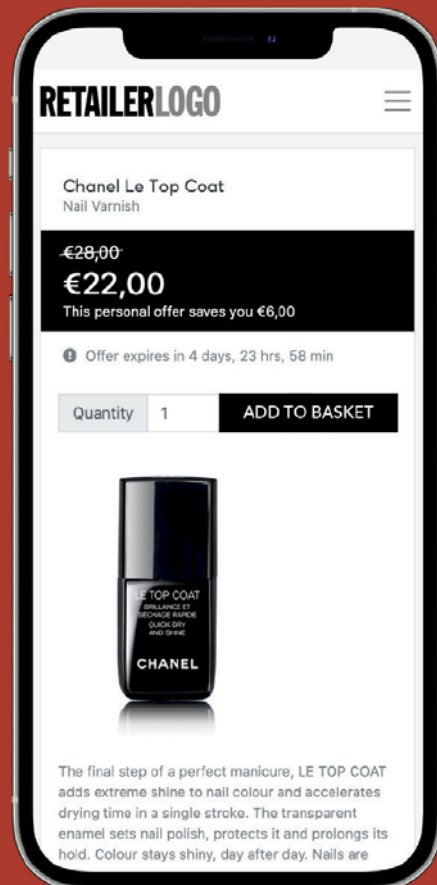 RETAILERLOGO
Chanel Le Top Coat
Nail Varnish
€28,00
€22,00
This personal offer saves you €6,00
Offer expires in 4 days, 23 hrs, 58 min
Quantity 1 ADD TO BASKET
LE TOP COAT
BRILLANCE ET
SÉCHAGE RAPIDE
QUICK DRY
AND SHINE
CHANEL
The final step of a perfect manicure, LE TOP COAT
adds extreme shine to nail colour and accelerates
drying time in a single stroke. The transparent
enamel sets nail polish, protects it and prolongs its
hold. Colour stays shiny, day after day. Nails are